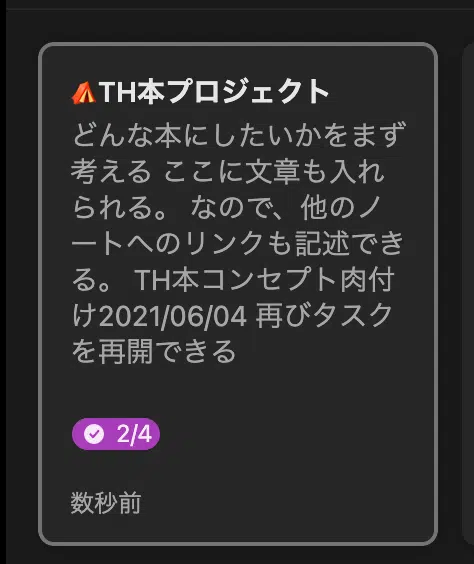 ⛺TH本プロジェクト
どんな本にしたいかをまず
考える ここに文章も入れ
られる。 なので、他のノ
ートへのリンクも記述でき
る。 TH本コンセプト肉付
け2021/06/04 再びタスク
を再開できる
2/4
数秒前